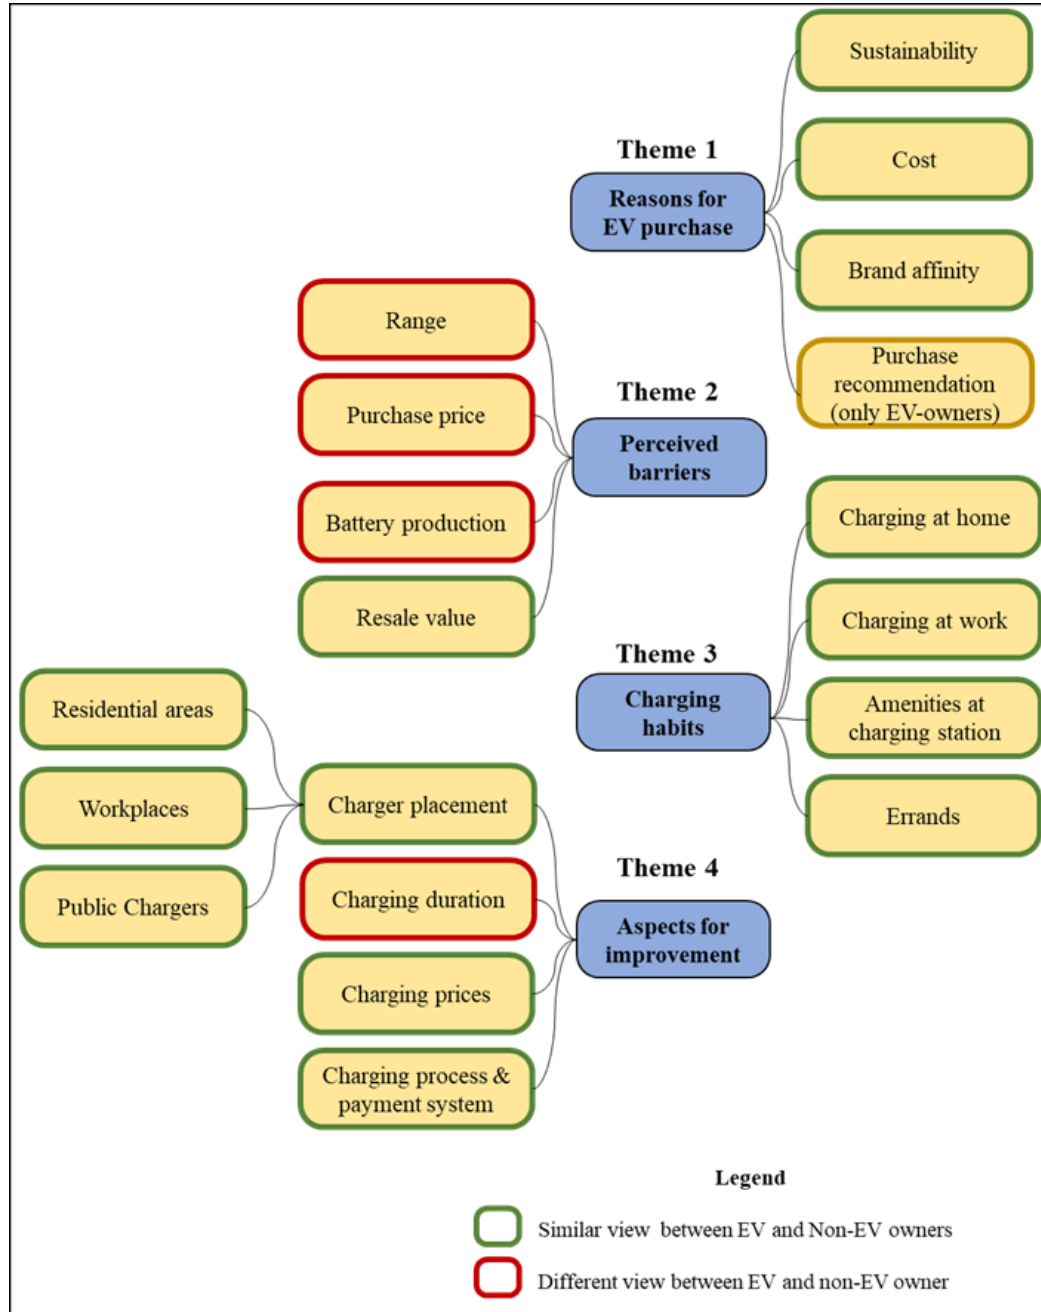 Theme 1
Reasons for
EV purchase
Sustainability
Cost
Brand affinity
Purchase
recommendation
(only EV-owners)
Theme 2
Perceived
barriers
Range
Purchase price
Battery production
Resale value
Theme 3
Charging
habits
Charging at home
Charging at work
Amenities at
charging station
Errands
Theme 4
Aspects for
improvement
Charger placement
Charging duration
Charging prices
Charging process &
payment system
Residential areas
Workplaces
Public Chargers
Legend
Similar view between EV and Non-EV owners
Different view between EV and non-EV owner